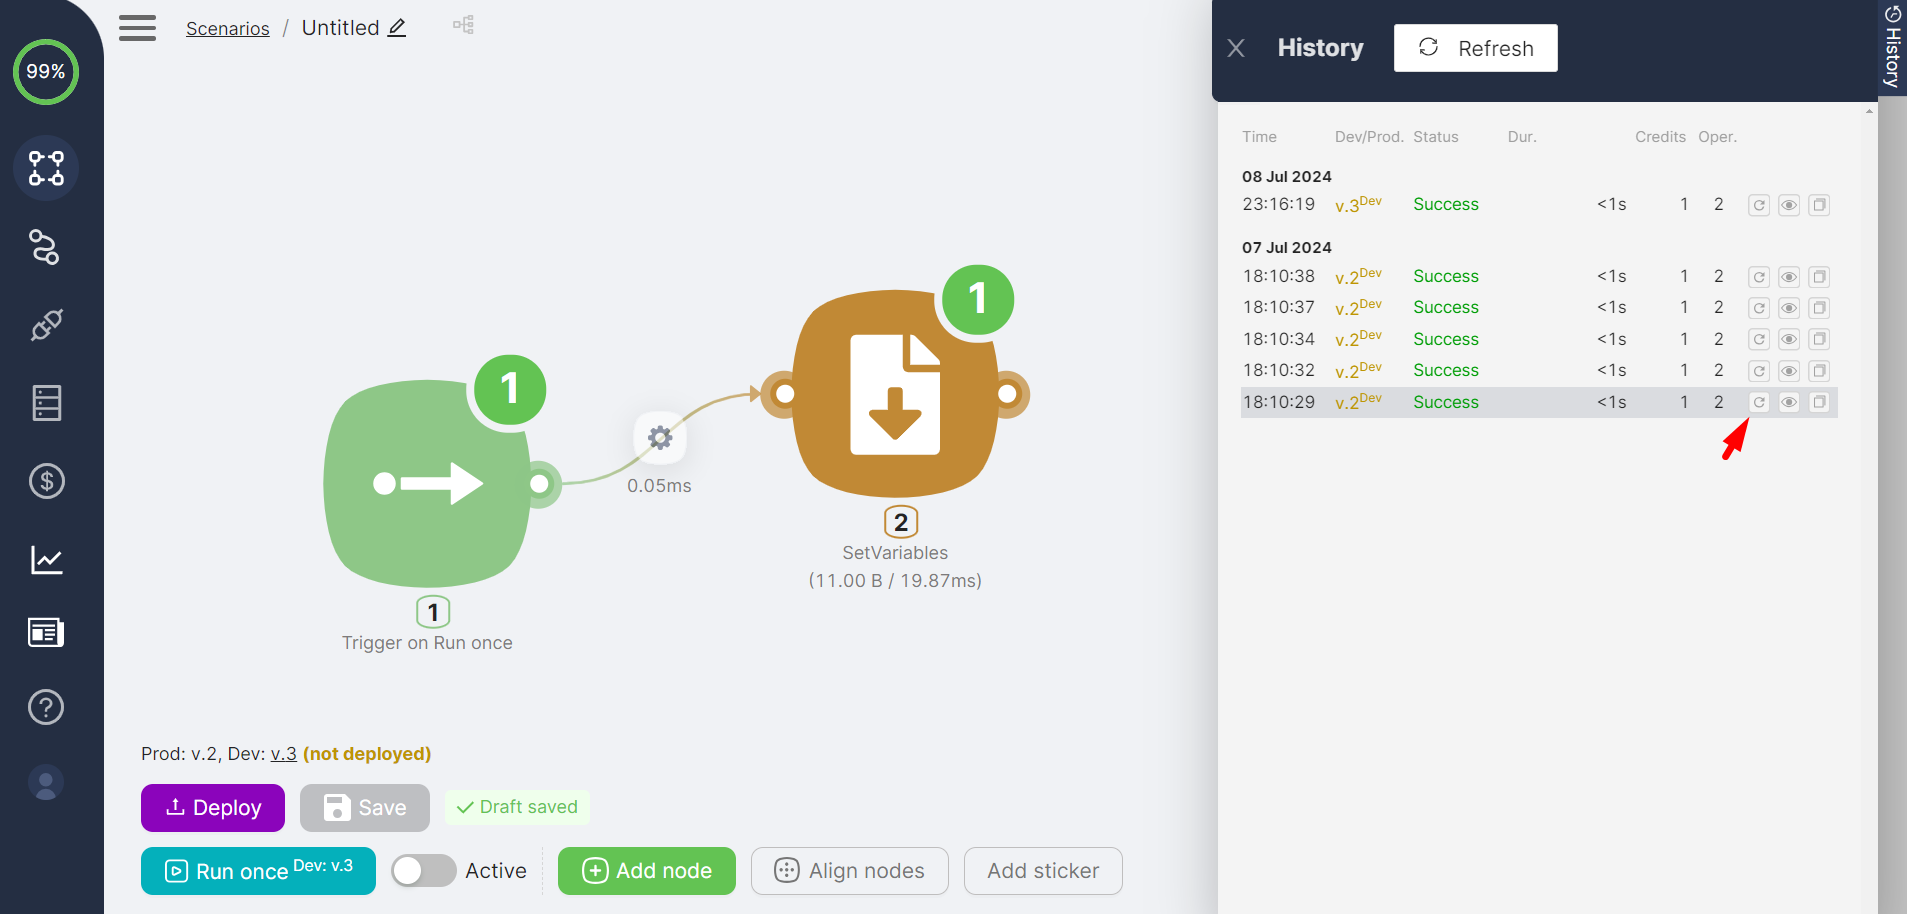 99%
Scenarios / Untitled
History
Refresh
History
Time Dev/Prod. Status Dur. Credits Oper.
08 Jul 2024
23:16:19 v.3 Dev Success <1s 1 2
07 Jul 2024
18:10:38 v.2 Dev Success <1s 1 2
18:10:37 v.2 Dev Success <1s 1 2
18:10:34 v.2 Dev Success <1s 1 2
18:10:32 v.2 Dev Success <1s 1 2
18:10:29 v.2 Dev Success <1s 1 2
1
1
0.05ms
2
SetVariables
(11.00 B / 19.87ms)
1
Trigger on Run once
Prod: v.2, Dev: v.3 (not deployed)
Deploy
Save
Draft saved
Run once Dev: v.3
Active
Add node
Align nodes
Add sticker